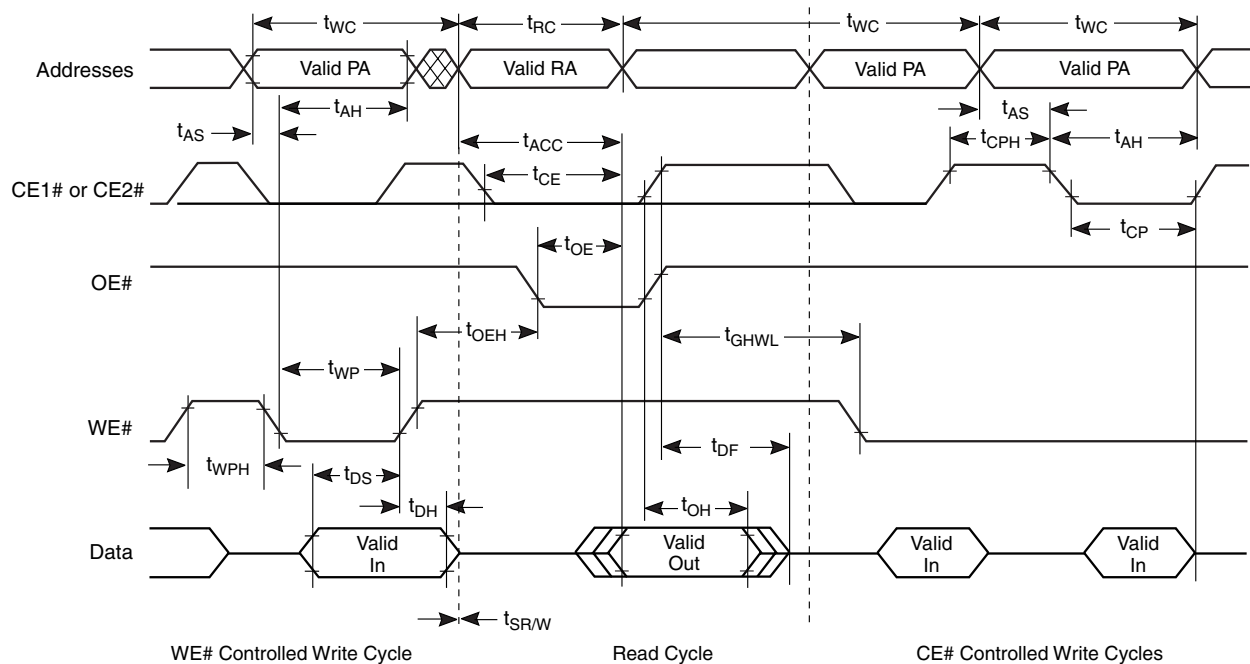 tWC tRC tWC tWC
Addresses Valid PA Valid RA Valid PA Valid PA
tAS tAH tAS
tACC tCPH tAH
CE1# or CE2# tCE
tCP
tOE
OE#
tOEH tGHWL
tWP
WE#
tWPH tDS tDF
tDH tOH
Data Valid In Valid Out Valid In Valid In
tSR/W
WE# Controlled Write Cycle Read Cycle CE# Controlled Write Cycles